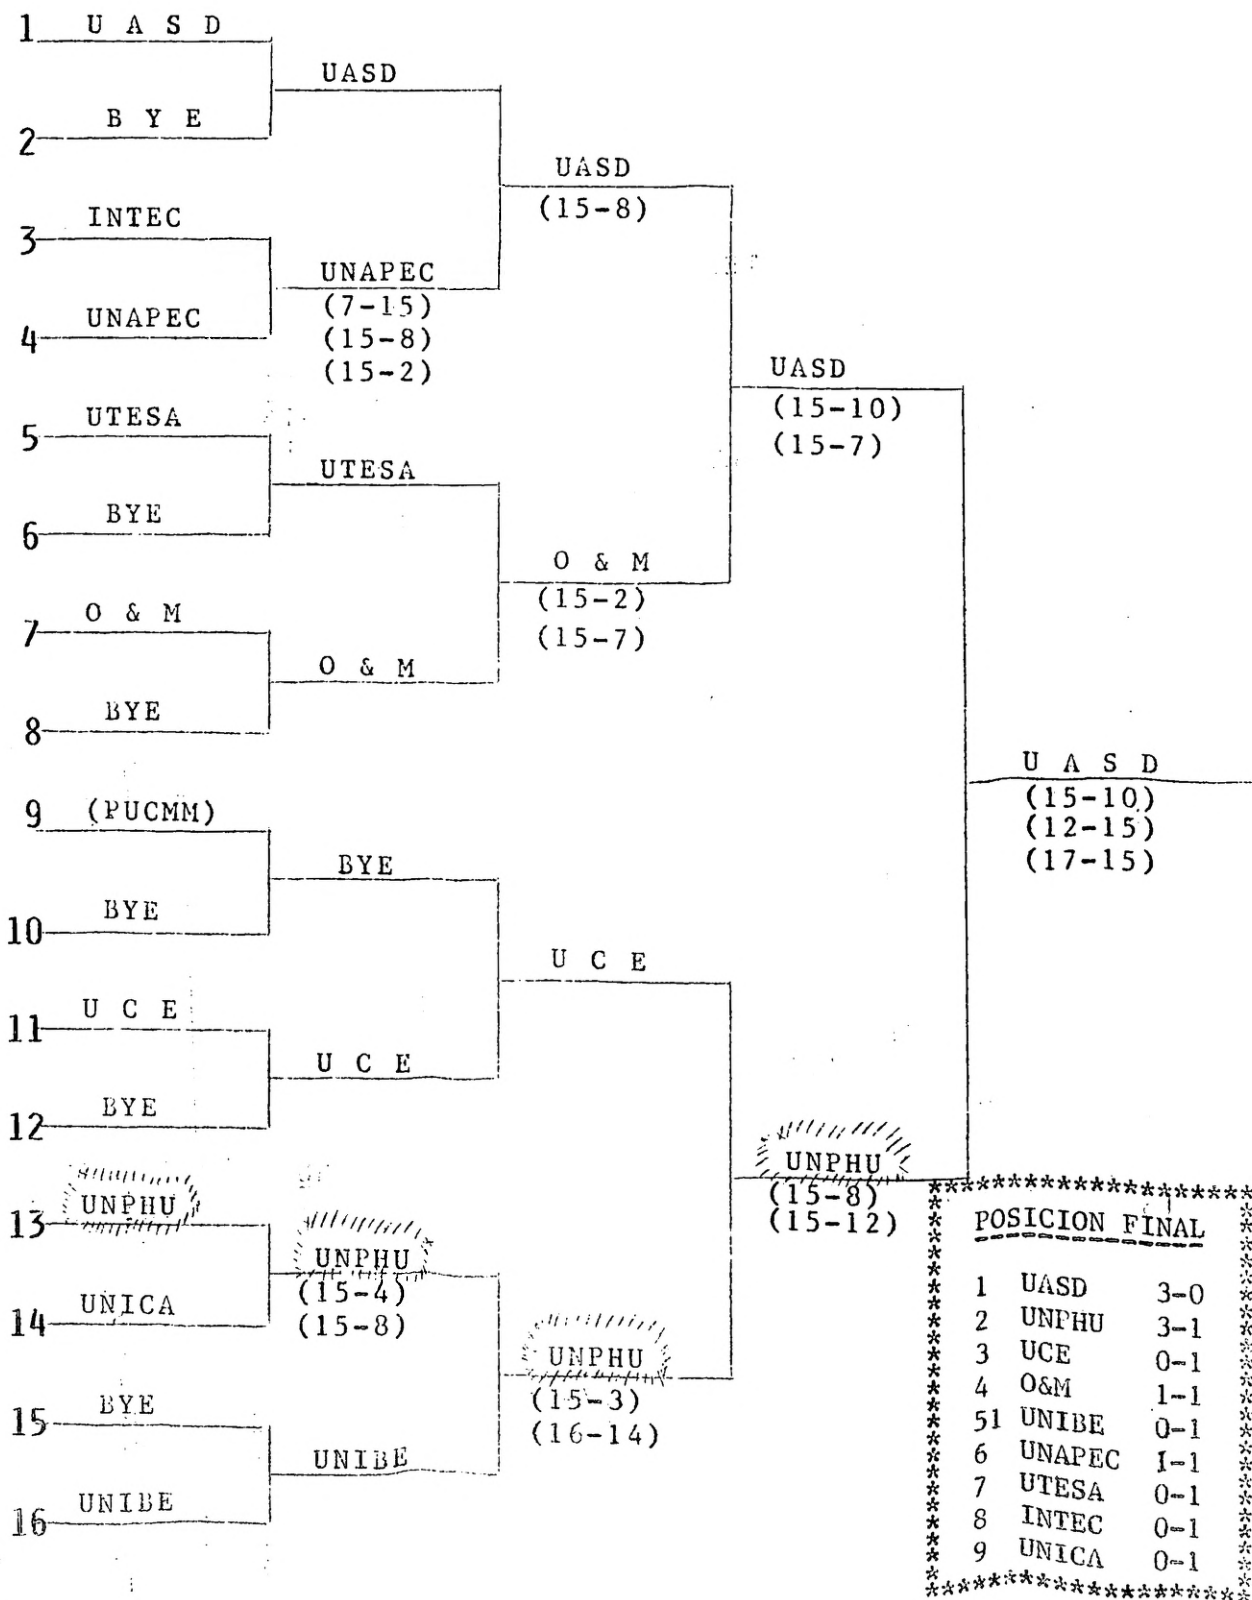 1 U A S D
2 B Y E
3 INTEC
4 UNAPEC
5 UTESA
6 BYE
7 O & M
8 BYE
9 (PUCMM)
10 BYE
11 U C E
12 BYE
13 UNPHU
14 UNICA
15 BYE
16 UNIBE
UASD
UNAPEC
(7-15)
(15-8)
(15-2)
UTESA
O & M
BYE
U C E
UNPHU
(15-4)
(15-8)
UNIBE
UASD
(15-8)
O & M
(15-2)
(15-7)
U C E
UNPHU
(15-3)
(16-14)
UASD
(15-10)
(15-7)
UNPHU
(15-8)
(15-12)
U A S D
(15-10)
(12-15)
(17-15)
POSICION FINAL
1 UASD 3-0
2 UNPHU 3-1
3 UCE 0-1
4 O&M 1-1
51 UNIBE 0-1
6 UNAPEC 1-1
7 UTESA 0-1
8 INTEC 0-1
9 UNICA 0-1